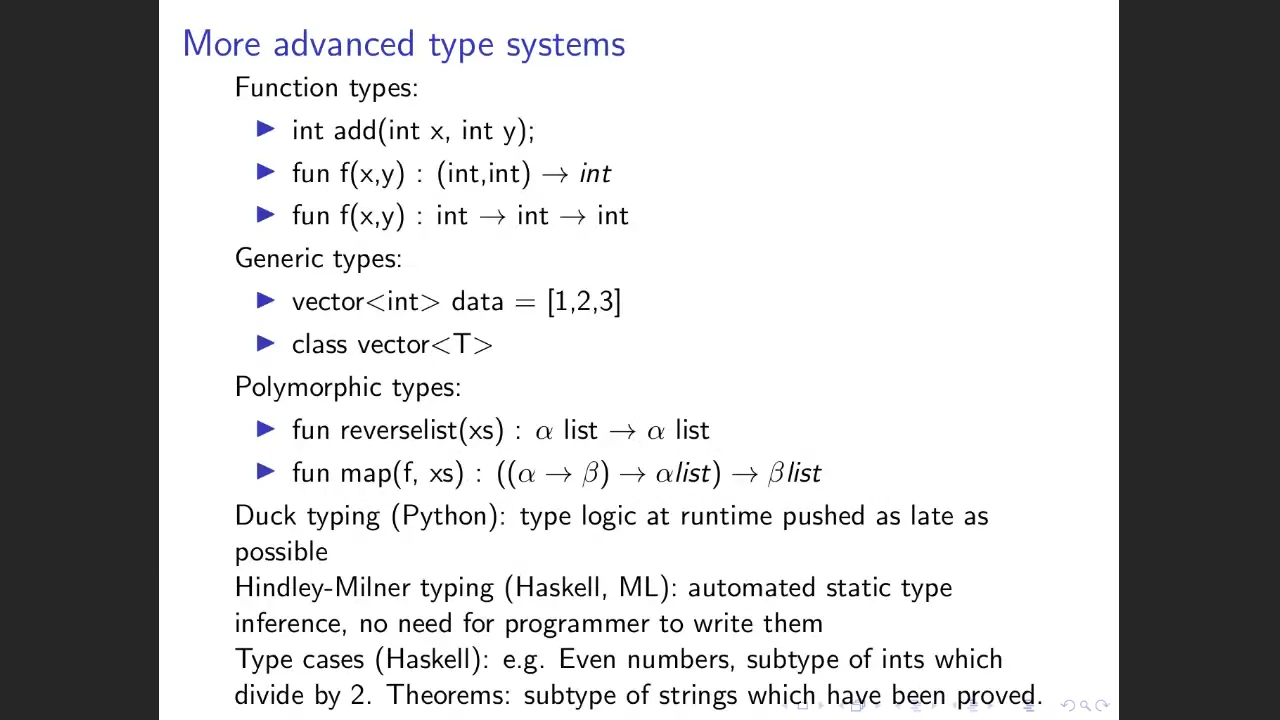 More advanced type systems
Function types:
▶ int add(int x, int y);
▶ fun f(x,y) : (int,int) → int
▶ fun f(x,y) : int → int → int
Generic types:
▶ vector<int> data = [1,2,3]
▶ class vector<T>
Polymorphic types:
▶ fun reverselist(xs) : α list → α list
▶ fun map(f, xs) : ((α → β) → αlist) → βlist
Duck typing (Python): type logic at runtime pushed as late as
possible
Hindley-Milner typing (Haskell, ML): automated static type
inference, no need for programmer to write them
Type cases (Haskell): e.g. Even numbers, subtype of ints which
divide by 2. Theorems: subtype of strings which have been proved.